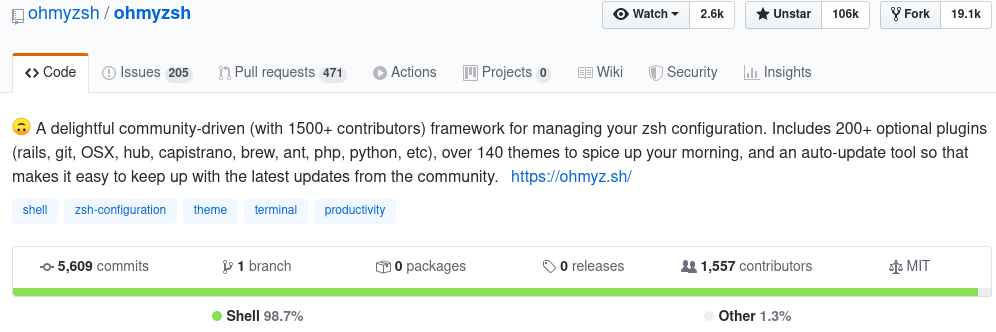 ohmyzsh / ohmyzsh Watch 2.6k Unstar 106k Fork 19.1k
Code Issues 205 Pull requests 471 Actions Projects 0 Wiki Security Insights
A delightful community-driven (with 1500+ contributors) framework for managing your zsh configuration. Includes 200+ optional plugins
(rails, git, OSX, hub, capistrano, brew, ant, php, python, etc), over 140 themes to spice up your morning, and an auto-update tool so that
makes it easy to keep up with the latest updates from the community. https://ohmyz.sh/
shell zsh-configuration theme terminal productivity
5,609 commits 1 branch 0 packages 0 releases 1,557 contributors MIT
Shell 98.7% Other 1.3%